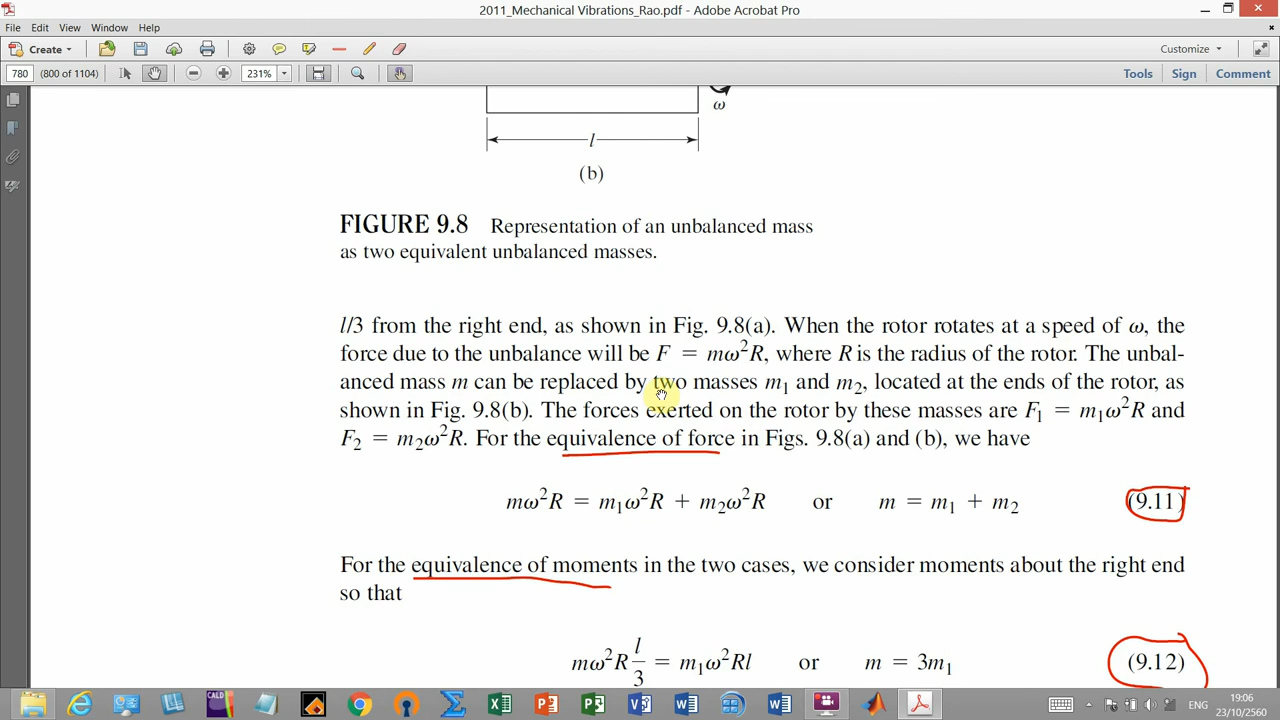 2011_Mechanical Vibrations_Rao.pdf - Adobe Acrobat Pro
File Edit View Window Help
Create Customize
780 (800 of 1104) 231% Tools Sign Comment
ω
l
(b)
FIGURE 9.8 Representation of an unbalanced mass
as two equivalent unbalanced masses.
l/3 from the right end, as shown in Fig. 9.8(a). When the rotor rotates at a speed of ω, the
force due to the unbalance will be F = mω²R, where R is the radius of the rotor. The unbal-
anced mass m can be replaced by two masses m₁ and m₂, located at the ends of the rotor, as
shown in Fig. 9.8(b). The forces exerted on the rotor by these masses are F₁ = m₁ω²R and
F₂ = m₂ω²R. For the equivalence of force in Figs. 9.8(a) and (b), we have
mω²R = m₁ω²R + m₂ω²R or m = m₁ + m₂ (9.11)
For the equivalence of moments in the two cases, we consider moments about the right end
so that
mω²R l/3 = m₁ω²Rl or m = 3m₁ (9.12)
CALD
ENG
19:06
23/10/2560